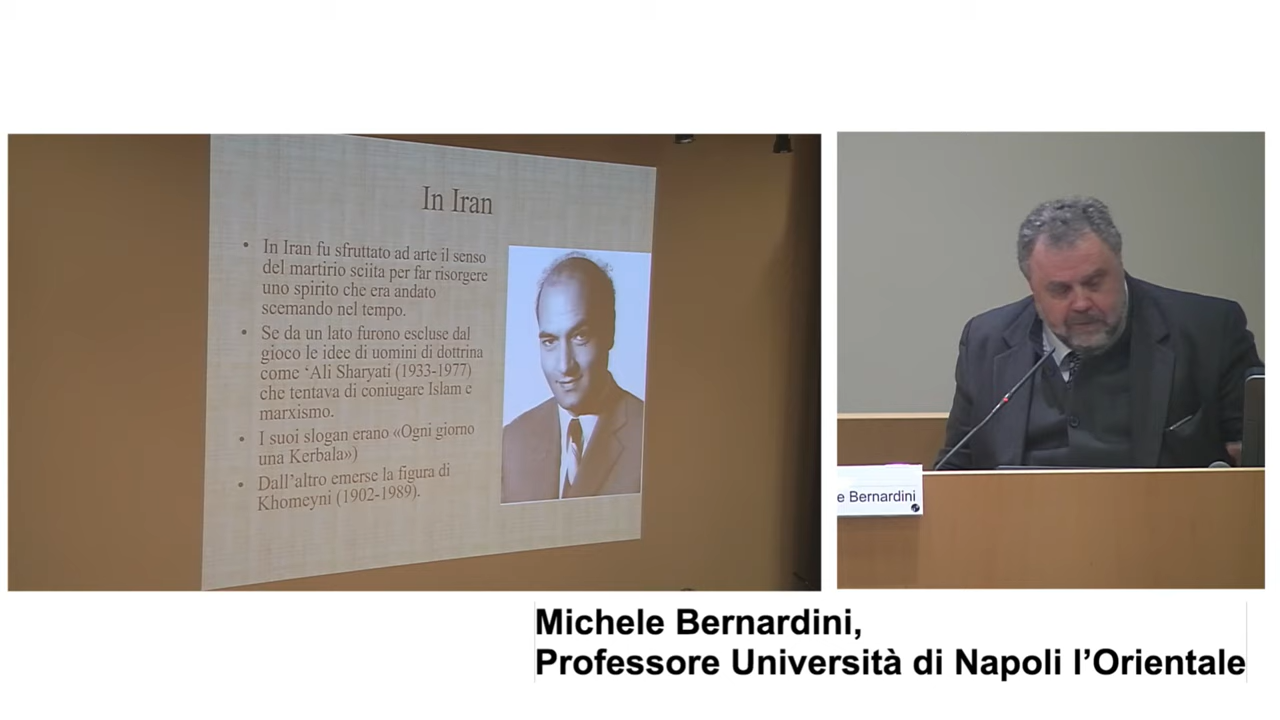 In Iran
• In Iran fu sfruttato ad arte il senso
del martirio sciita per far risorgere
uno spirito che era andato
scemando nel tempo.
• Se da un lato furono escluse dal
gioco le idee di uomini di dottrina
come ‘Ali Sharyati (1933-1977)
che tentava di coniugare Islam e
marxismo.
• I suoi slogan erano «Ogni giorno
una Kerbala»)
• Dall’altro emerse la figura di
Khomeyni (1902-1989).
e Bernardini
Michele Bernardini,
Professore Università di Napoli l’Orientale